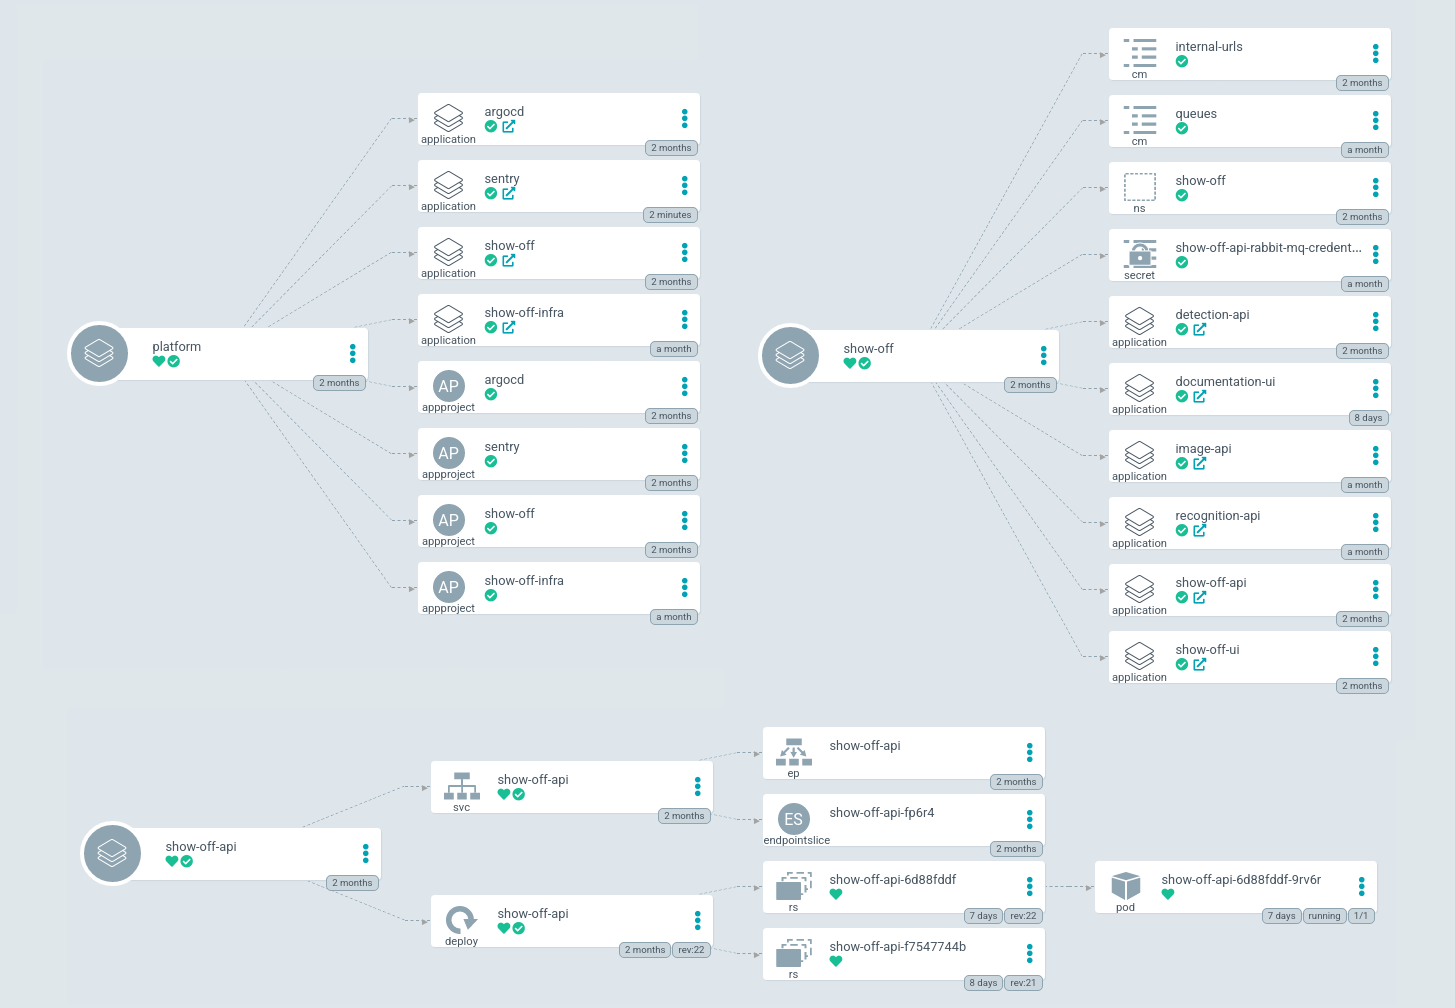 platform
2 months
argocd
application
2 months
sentry
application
2 minutes
show-off
application
2 months
show-off-infra
application
a month
AP
argocd
appproject
2 months
AP
sentry
appproject
2 months
AP
show-off
appproject
2 months
AP
show-off-infra
appproject
a month
show-off
2 months
internal-urls
cm
2 months
queues
cm
a month
show-off
ns
2 months
show-off-api-rabbit-mq-credent...
secret
a month
detection-api
application
2 months
documentation-ui
application
8 days
image-api
application
a month
recognition-api
application
a month
show-off-api
application
2 months
show-off-ui
application
2 months
show-off-api
2 months
show-off-api
svc
2 months
show-off-api
deploy
2 months rev:22
show-off-api
ep
2 months
ES
show-off-api-fp6r4
endpointslice
2 months
show-off-api-6d88fddf
rs
7 days rev:22
show-off-api-f7547744b
rs
8 days rev:21
show-off-api-6d88fddf-9rv6r
pod
7 days running 1/1